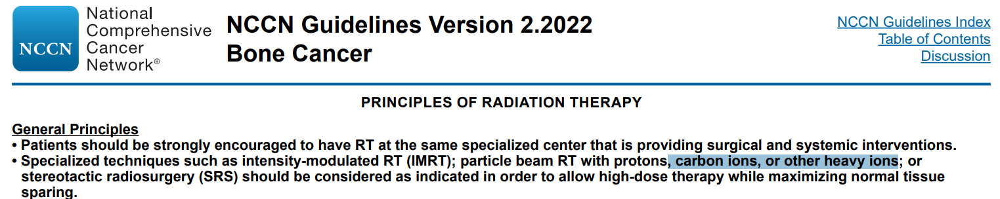 NCCN
National
Comprehensive
Cancer
Network®
NCCN Guidelines Version 2.2022
Bone Cancer
NCCN Guidelines Index
Table of Contents
Discussion
PRINCIPLES OF RADIATION THERAPY
General Principles
• Patients should be strongly encouraged to have RT at the same specialized center that is providing surgical and systemic interventions.
• Specialized techniques such as intensity-modulated RT (IMRT); particle beam RT with protons, carbon ions, or other heavy ions; or
stereotactic radiosurgery (SRS) should be considered as indicated in order to allow high-dose therapy while maximizing normal tissue
sparing.